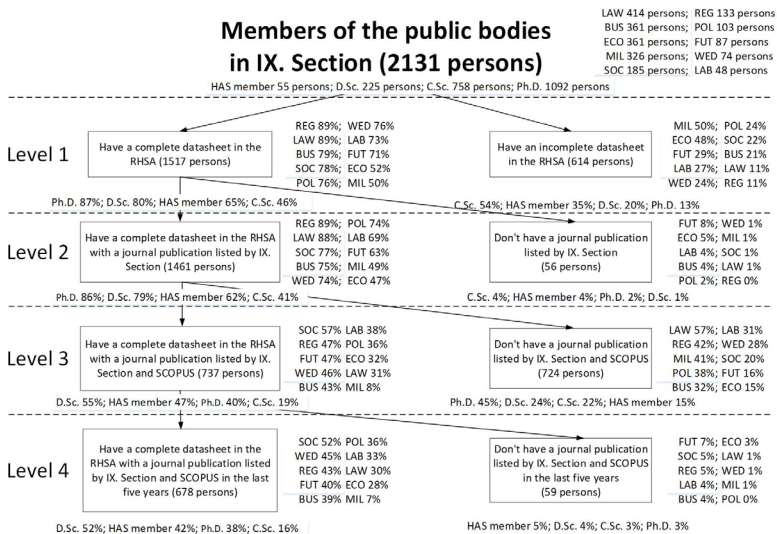 Members of the public bodies
in IX. Section (2131 persons)
LAW 414 persons; REG 133 persons
BUS 361 persons; POL 103 persons
ECO 361 persons; FUT 87 persons
MIL 326 persons; WED 74 persons
SOC 185 persons; LAB 48 persons
HAS member 55 persons; D.Sc. 225 persons; C.Sc. 758 persons; Ph.D. 1092 persons
Level 1
Have a complete datasheet in the
RHSA (1517 persons)
REG 89%; WED 76%
LAW 89%; LAB 73%
BUS 79%; FUT 71%
SOC 78%; ECO 52%
POL 76%; MIL 50%
Have an incomplete datasheet
in the RHSA (614 persons)
MIL 50%; POL 24%
ECO 48%; SOC 22%
FUT 29%; BUS 21%
LAB 27%; LAW 11%
WED 24%; REG 11%
Ph.D. 87%; D.Sc. 80%; HAS member 65%; C.Sc. 46%
C.Sc. 54%; HAS member 35%; D.Sc. 20%; Ph.D. 13%
Level 2
Have a complete datasheet in the RHSA
with a journal publication listed by IX.
Section (1461 persons)
REG 89%; POL 74%
LAW 88%; LAB 69%
SOC 77%; FUT 63%
BUS 75%; MIL 49%
WED 74%; ECO 47%
Don't have a journal publication
listed by IX. Section
(56 persons)
FUT 8%; WED 1%
ECO 5%; MIL 1%
LAB 4%; SOC 1%
BUS 4%; LAW 1%
POL 2%; REG 0%
Ph.D. 86%; D.Sc. 79%; HAS member 62%; C.Sc. 41%
C.Sc. 4%; HAS member 4%; Ph.D. 2%; D.Sc. 1%
Level 3
Have a complete datasheet in the RHSA
with a journal publication listed by IX.
Section and SCOPUS (737 persons)
SOC 57% LAB 38%
REG 47% POL 36%
FUT 47% ECO 32%
WED 46% LAW 31%
BUS 43% MIL 8%
Don't have a journal publication
listed by IX. Section and SCOPUS
(724 persons)
LAW 57%; LAB 31%
REG 42%; WED 28%
MIL 41%; SOC 20%
POL 38%; FUT 16%
BUS 32%; ECO 15%
D.Sc. 55%; HAS member 47%; Ph.D. 40%; C.Sc. 19%
Ph.D. 45%; D.Sc. 24%; C.Sc. 22%; HAS member 15%
Level 4
Have a complete datasheet in the
RHSA with a journal publication listed
by IX. Section and SCOPUS in the last
five years (678 persons)
SOC 52% POL 36%
WED 45% LAB 33%
REG 43% LAW 30%
FUT 40% ECO 28%
BUS 39% MIL 7%
Don't have a journal publication
listed by IX. Section and SCOPUS
in the last five years
(59 persons)
FUT 7%; ECO 3%
SOC 5%; LAW 1%
REG 5%; WED 1%
LAB 4%; MIL 1%
BUS 4%; POL 0%
D.Sc. 52%; HAS member 42%; Ph.D. 38%; C.Sc. 16%
HAS member 5%; D.Sc. 4%; C.Sc. 3%; Ph.D. 3%